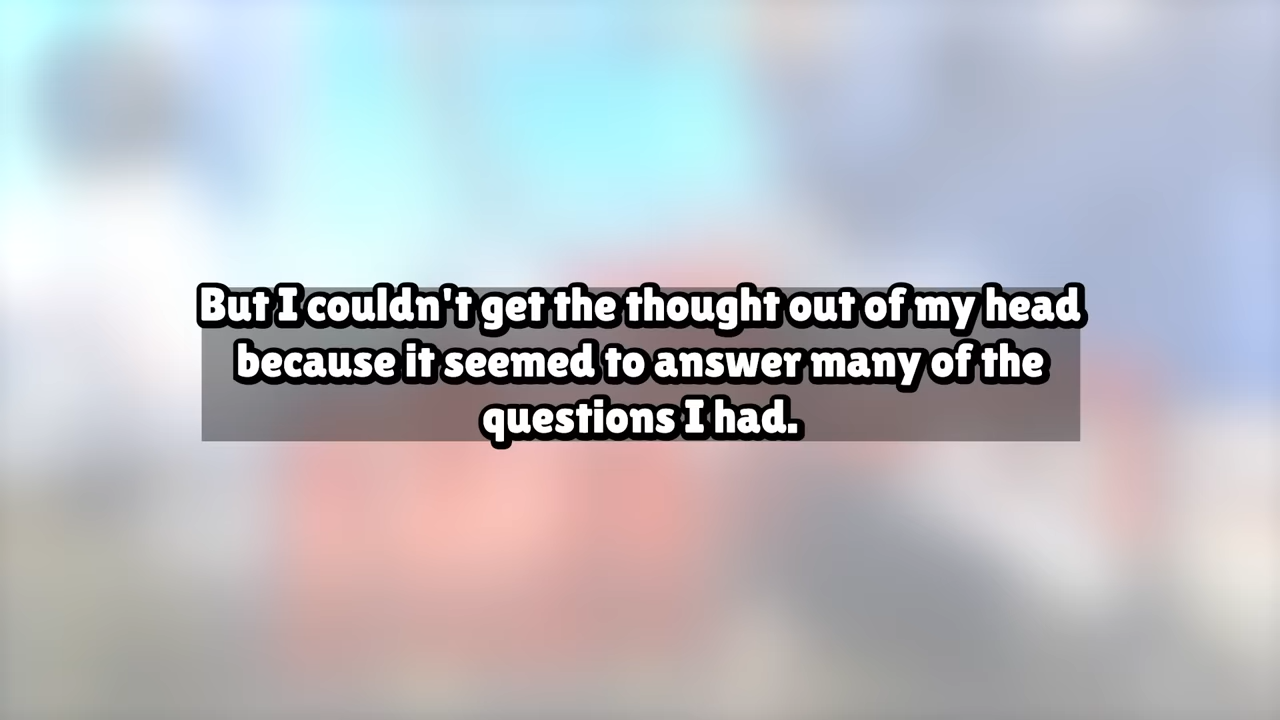 But I couldn't get the thought out of my head
because it seemed to answer many of the
questions I had.